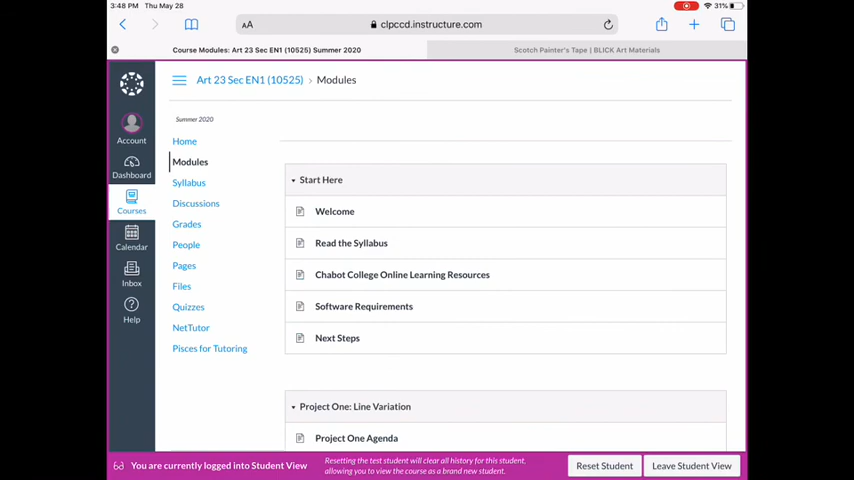 3:48 PM Thu May 28
31%
AA
clpccd.instructure.com
Course Modules: Art 23 Sec EN1 (10525) Summer 2020
Scotch Painter's Tape | BLICK Art Materials
Art 23 Sec EN1 (10525) > Modules
Account
Dashboard
Courses
Calendar
Inbox
Help
Summer 2020
Home
Modules
Syllabus
Discussions
Grades
People
Pages
Files
Quizzes
NetTutor
Pisces for Tutoring
Start Here
Welcome
Read the Syllabus
Chabot College Online Learning Resources
Software Requirements
Next Steps
Project One: Line Variation
Project One Agenda
You are currently logged into Student View
Resetting the test student will clear all history for this student,
allowing you to view the course as a brand new student.
Reset Student
Leave Student View